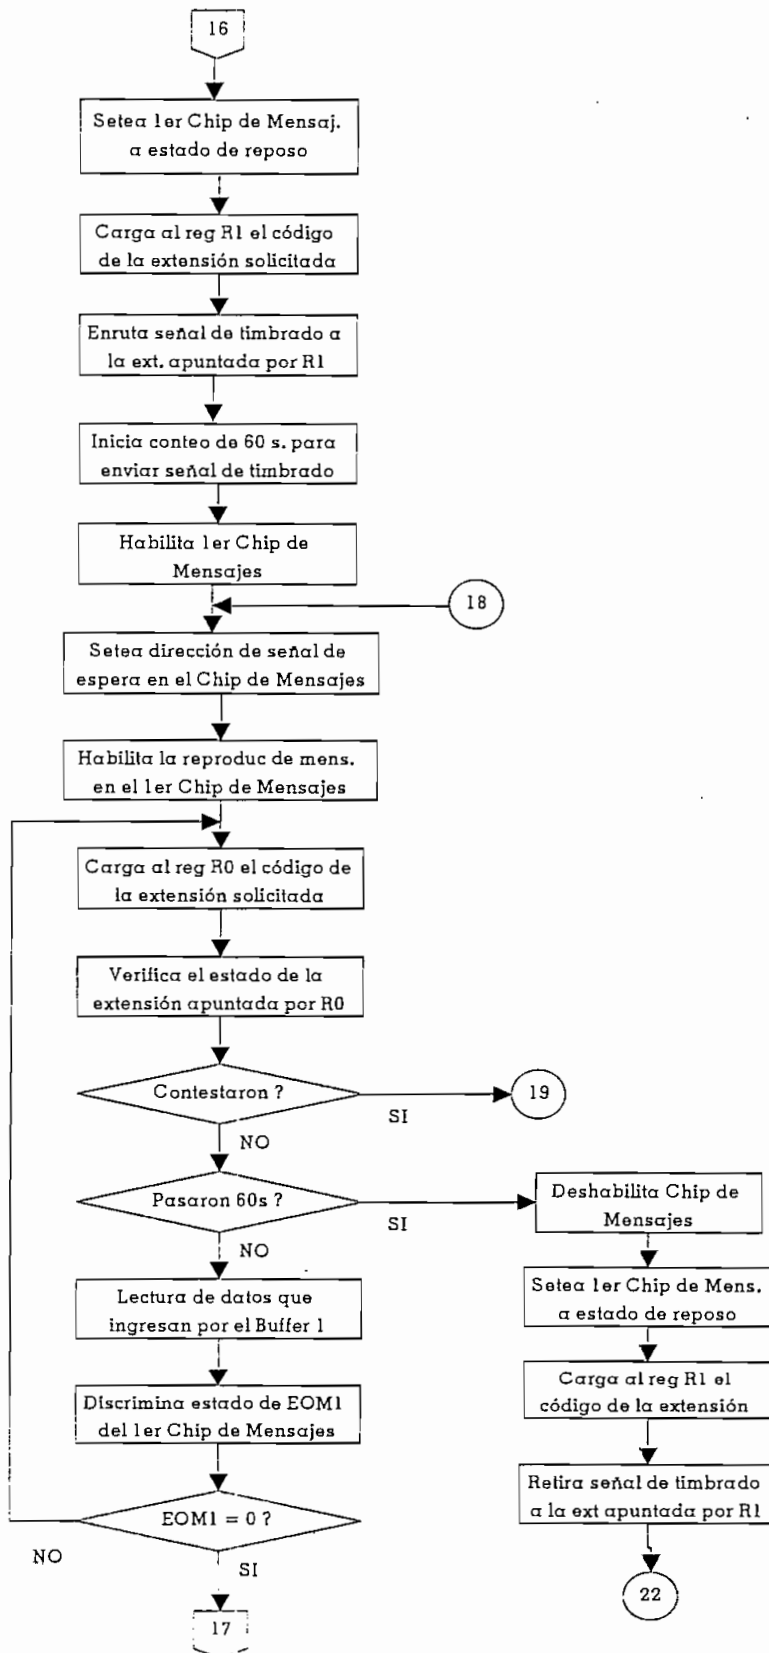 16
Setea 1er Chip de Mensaj.
a estado de reposo
Carga al reg R1 el código
de la extensión solicitada
Enruta señal de timbrado a
la ext. apuntada por R1
Inicia conteo de 60 s. para
enviar señal de timbrado
Habilita 1er Chip de
Mensajes
18
Setea dirección de señal de
espera en el Chip de Mensajes
Habilita la reproduc de mens.
en el 1er Chip de Mensajes
Carga al reg R0 el código de
la extensión solicitada
Verifica el estado de la
extensión apuntada por R0
Contestaron ?
SI
19
NO
Pasaron 60s ?
SI
NO
Deshabilita Chip de
Mensajes
Setea 1er Chip de Mens.
a estado de reposo
Carga al reg R1 el
código de la extensión
Retira señal de timbrado
a la ext apuntada por R1
22
Lectura de datos que
ingresan por el Buffer 1
Discrimina estado de EOM1
del 1er Chip de Mensajes
EOM1 = 0 ?
NO
SI
17